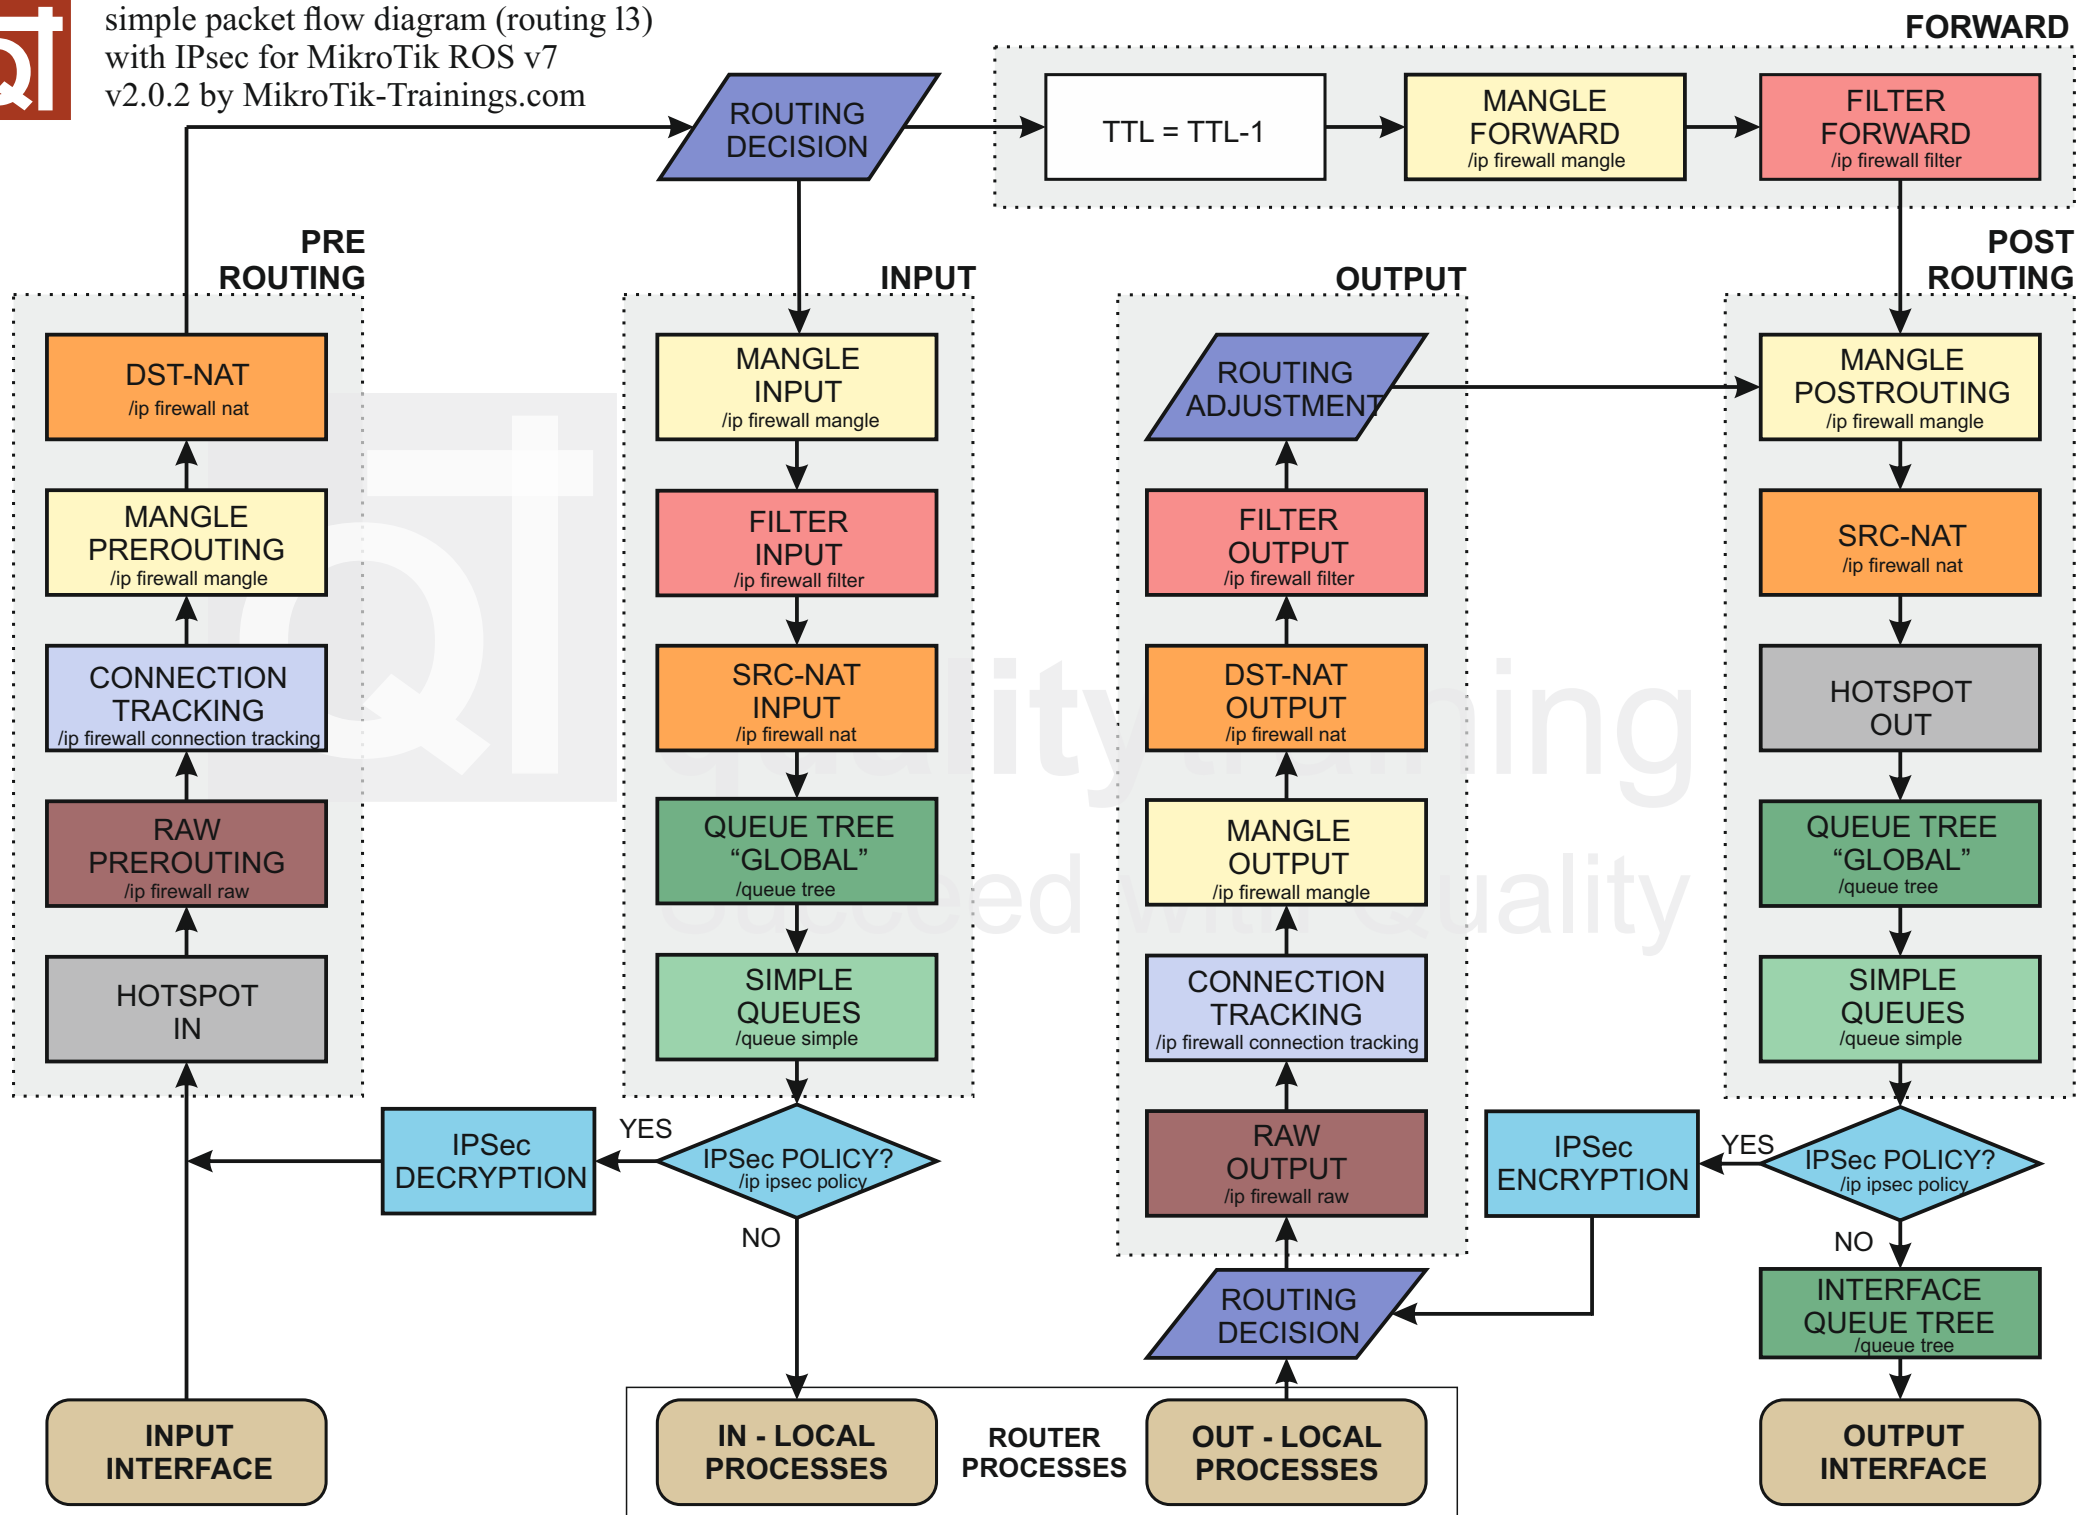 QT
simple packet flow diagram (routing l3)
with IPsec for MikroTik ROS v7
v2.0.2 by MikroTik-Trainings.com
FORWARD
ROUTING
DECISION
TTL = TTL-1
MANGLE
FORWARD
/ip firewall mangle
FILTER
FORWARD
/ip firewall filter
PRE
ROUTING
DST-NAT
/ip firewall nat
MANGLE
PREROUTING
/ip firewall mangle
CONNECTION
TRACKING
/ip firewall connection tracking
RAW
PREROUTING
/ip firewall raw
HOTSPOT
IN
INPUT
MANGLE
INPUT
/ip firewall mangle
FILTER
INPUT
/ip firewall filter
SRC-NAT
INPUT
/ip firewall nat
QUEUE TREE
“GLOBAL”
/queue tree
SIMPLE
QUEUES
/queue simple
OUTPUT
ROUTING
ADJUSTMENT
FILTER
OUTPUT
/ip firewall filter
DST-NAT
OUTPUT
/ip firewall nat
MANGLE
OUTPUT
/ip firewall mangle
CONNECTION
TRACKING
/ip firewall connection tracking
RAW
OUTPUT
/ip firewall raw
POST
ROUTING
MANGLE
POSTROUTING
/ip firewall mangle
SRC-NAT
/ip firewall nat
HOTSPOT
OUT
QUEUE TREE
“GLOBAL”
/queue tree
SIMPLE
QUEUES
/queue simple
QT
qualitytraining
Succeed with Quality
IPSec
DECRYPTION
YES
IPSec POLICY?
/ip ipsec policy
NO
IPSec
ENCRYPTION
YES
IPSec POLICY?
/ip ipsec policy
NO
ROUTING
DECISION
INTERFACE
QUEUE TREE
/queue tree
INPUT
INTERFACE
IN - LOCAL
PROCESSES
ROUTER
PROCESSES
OUT - LOCAL
PROCESSES
OUTPUT
INTERFACE